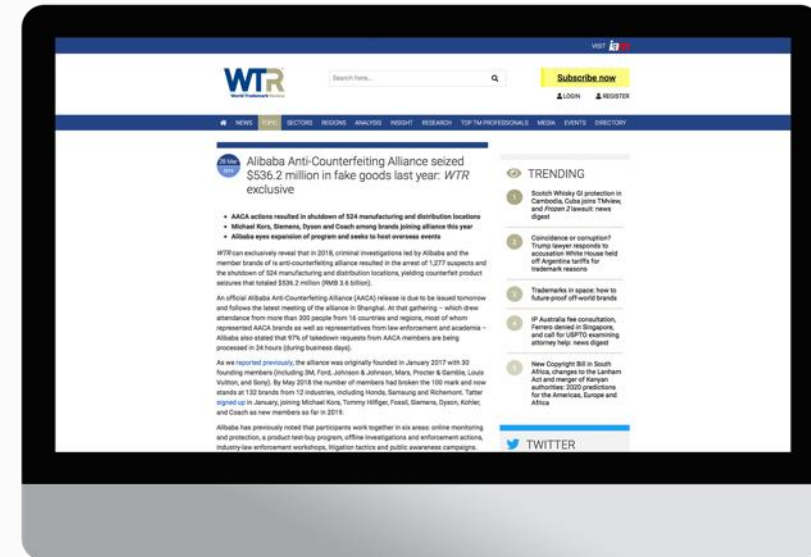 VISIT iam
WTR
World Trademark Review
Search here...
Subscribe now
LOGIN REGISTER
NEWS TOPIC SECTORS REGIONS ANALYSIS INSIGHT RESEARCH TOP TM PROFESSIONALS MEDIA EVENTS DIRECTORY
28 Mar
2019
Alibaba Anti-Counterfeiting Alliance seized
$536.2 million in fake goods last year: WTR
exclusive
AACA actions resulted in shutdown of 524 manufacturing and distribution locations
Michael Kors, Siemens, Dyson and Coach among brands joining alliance this year
Alibaba eyes expansion of program and seeks to host overseas events
WTR can exclusively reveal that in 2018, criminal investigations led by Alibaba and the
member brands of is anti-counterfeiting alliance resulted in the arrest of 1,277 suspects and
the shutdown of 524 manufacturing and distribution locations, yielding counterfeit product
seizures that totaled $536.2 million (RMB 3.6 billion).
An official Alibaba Anti-Counterfeiting Alliance (AACA) release is due to be issued tomorrow
and follows the latest meeting of the alliance in Shanghai. At that gathering – which drew
attendance from more than 300 people from 16 countries and regions, most of whom
represented AACA brands as well as representatives from law enforcement and academia –
Alibaba also stated that 97% of takedown requests from AACA members are being
processed in 24 hours (during business days).
As we reported previously, the alliance was originally founded in January 2017 with 30
founding members (including 3M, Ford, Johnson & Johnson, Mars, Procter & Gamble, Louis
Vuitton, and Sony). By May 2018 the number of members had broken the 100 mark and now
stands at 132 brands from 12 industries, including Honda, Samsung and Richemont. Tatter
signed up in January, joining Michael Kors, Tommy Hilfiger, Fossil, Siemens, Dyson, Kohler,
and Coach as new members so far in 2019.
Alibaba has previously noted that participants work together in six areas: online monitoring
and protection, a product test-buy program, offline investigations and enforcement actions,
industry-law enforcement workshops, litigation tactics and public awareness campaigns.
TRENDING
1
Scotch Whisky GI protection in
Cambodia, Cuba joins TMview,
and Frozen 2 lawsuit: news
digest
2
Coincidence or corruption?
Trump lawyer responds to
accusation White House held
off Argentina tariffs for
trademark reasons
3
Trademarks in space: how to
future-proof off-world brands
4
IP Australia fee consultation,
Ferrero denied in Singapore,
and call for USPTO examining
attorney help: news digest
5
New Copyright Bill in South
Africa, changes to the Lanham
Act and merger of Kenyan
authorities: 2020 predictions
for the Americas, Europe and
Africa
TWITTER